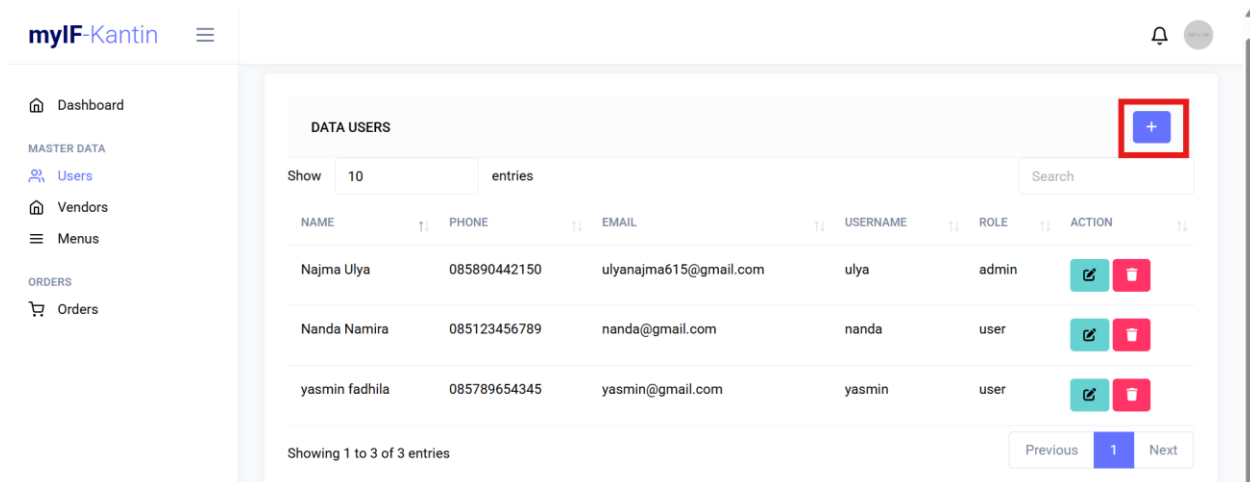 myIF-Kantin
Dashboard
MASTER DATA
Users
Vendors
Menus
ORDERS
Orders
DATA USERS
+
Show 10 entries
Search
NAME PHONE EMAIL USERNAME ROLE ACTION
Najma Ulya 085890442150 ulyanajma615@gmail.com ulya admin
Nanda Namira 085123456789 nanda@gmail.com nanda user
yasmin fadhila 085789654345 yasmin@gmail.com yasmin user
Showing 1 to 3 of 3 entries
Previous 1 Next